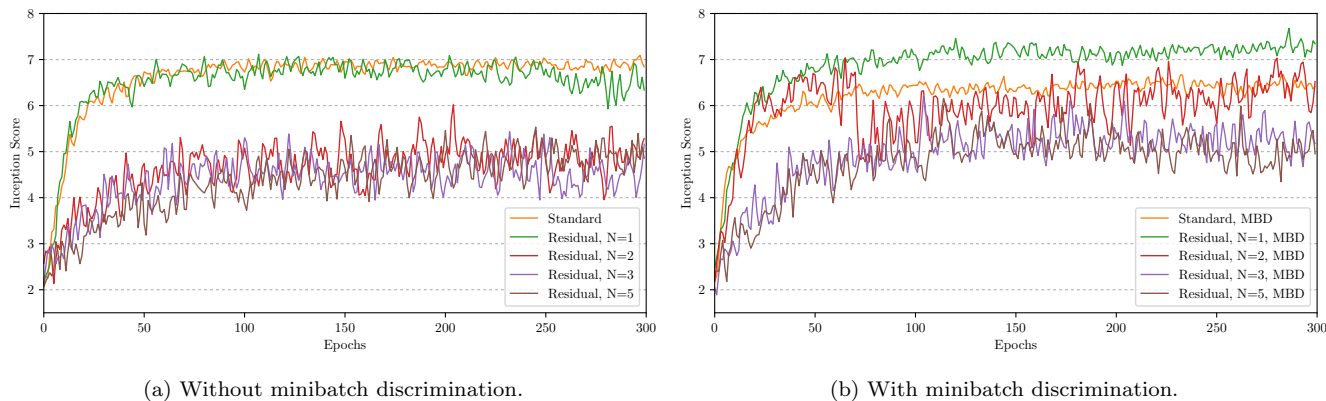 8
7
6
5
4
3
2
Inception Score
0
50
100
150
200
250
300
Epochs
Standard
Residual, N=1
Residual, N=2
Residual, N=3
Residual, N=5
(a) Without minibatch discrimination.
8
7
6
5
4
3
2
Inception Score
0
50
100
150
200
250
300
Epochs
Standard, MBD
Residual, N=1, MBD
Residual, N=2, MBD
Residual, N=3, MBD
Residual, N=5, MBD
(b) With minibatch discrimination.